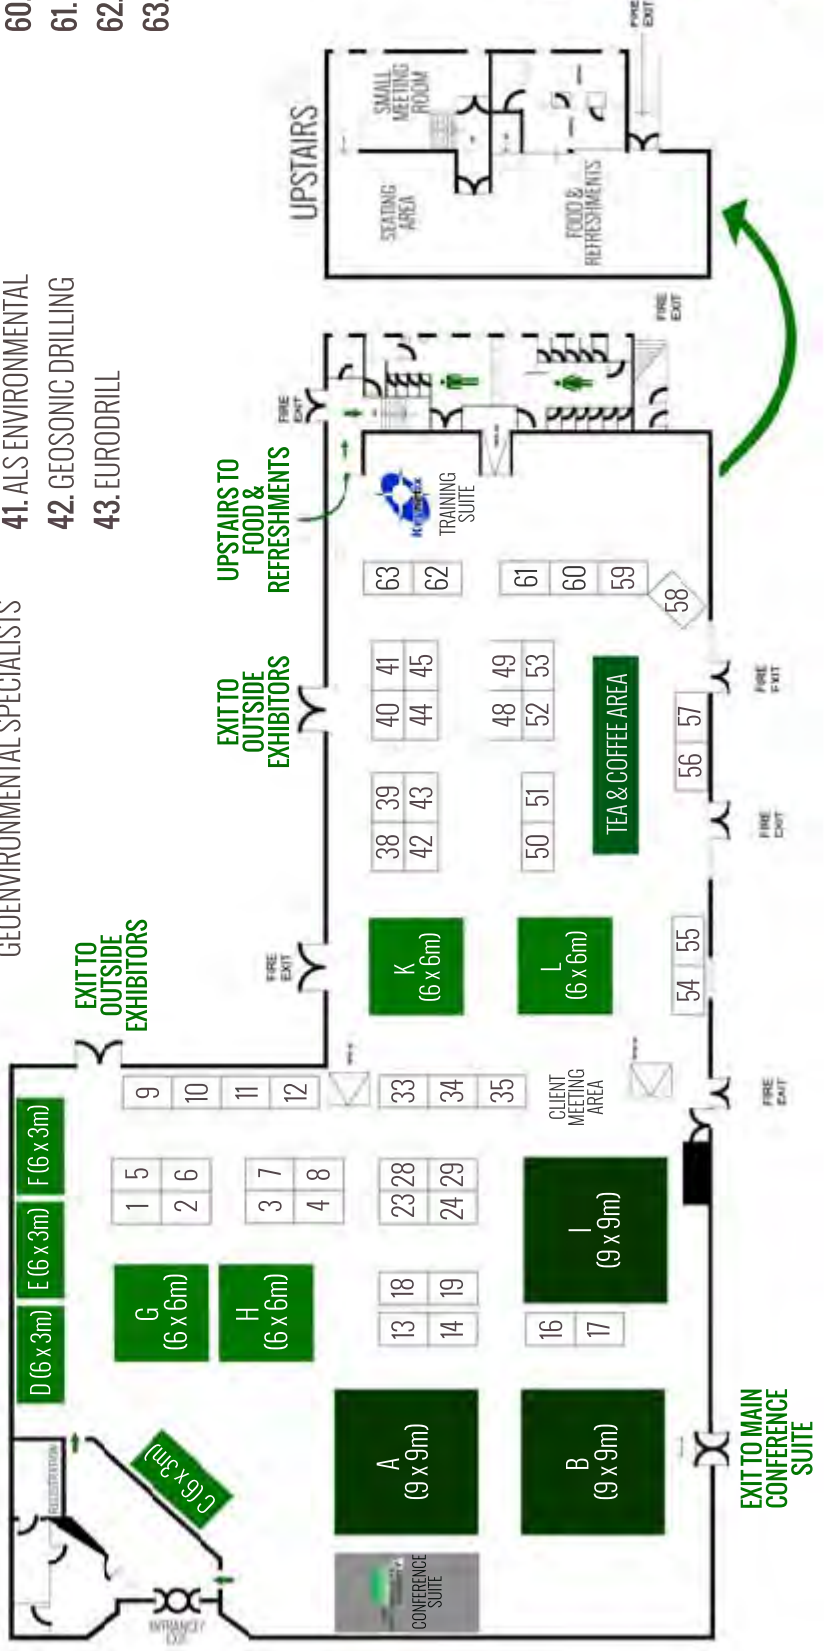 GEOENVIRONMENTAL SPECIALISTS
41. ALS ENVIRONMENTAL
42. GEOSONIC DRILLING
43. EURODRILL
60.
61.
62.
63.
EXIT TO
OUTSIDE
EXHIBITORS
EXIT TO
OUTSIDE
EXHIBITORS
UPSTAIRS TO
FOOD &
REFRESHMENTS
UPSTAIRS
SMALL
MEETING
ROOM
SEATING
AREA
FOOD &
REFRESHMENTS
FIRE
EXIT
FIRE
EXIT
FIRE
EXIT
FIRE
EXIT
REGISTRATION
ENTRANCE/
EXIT
D (6 x 3m)
E (6 x 3m)
F (6 x 3m)
C (6 x 3m)
G
(6 x 6m)
H
(6 x 6m)
1 5
2 6
3 7
4 8
9
10
11
12
A
(9 x 9m)
B
(9 x 9m)
CONFERENCE
SUITE
13 18
14 19
16
17
23 28
24 29
I
(9 x 9m)
33
34
35
CLIENT
MEETING
AREA
K
(6 x 6m)
L
(6 x 6m)
38 39
42 43
40 41
44 45
50 51
48 49
52 53
54 55
56 57
58
59
60
61
62
63
TEA & COFFEE AREA
TRAINING
SUITE
FIRE
EXIT
FIRE
EXIT
FIRE
EXIT
EXIT TO MAIN
CONFERENCE
SUITE